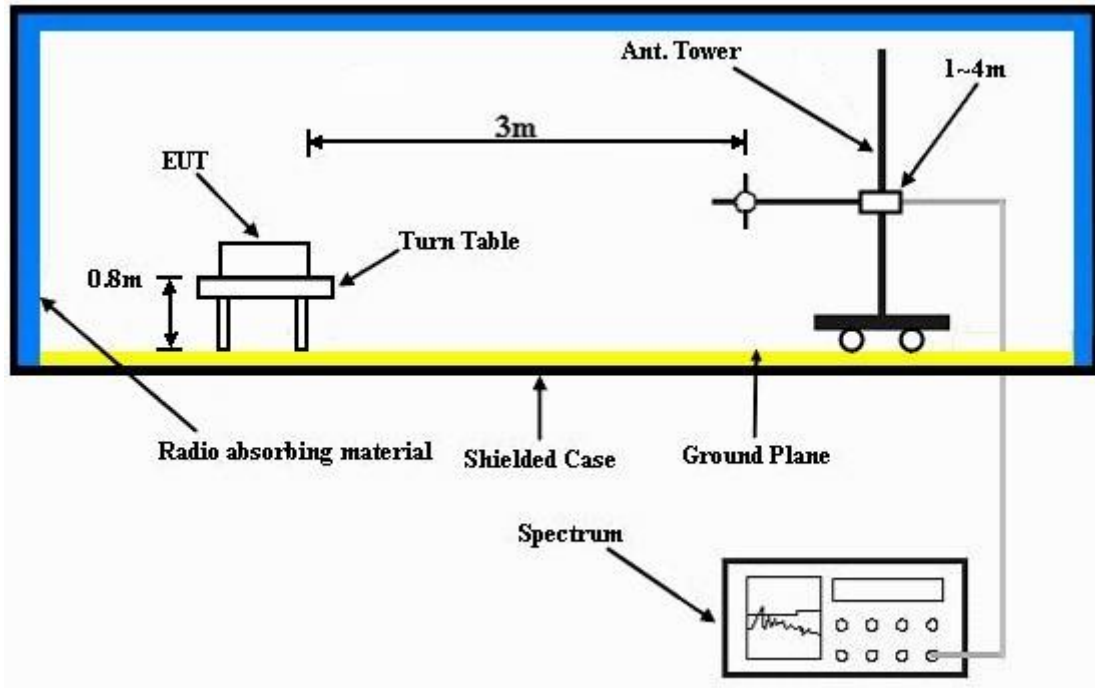 Ant. Tower
1~4m
3m
EUT
Turn Table
0.8m
Radio absorbing material
Shielded Case
Ground Plane
Spectrum